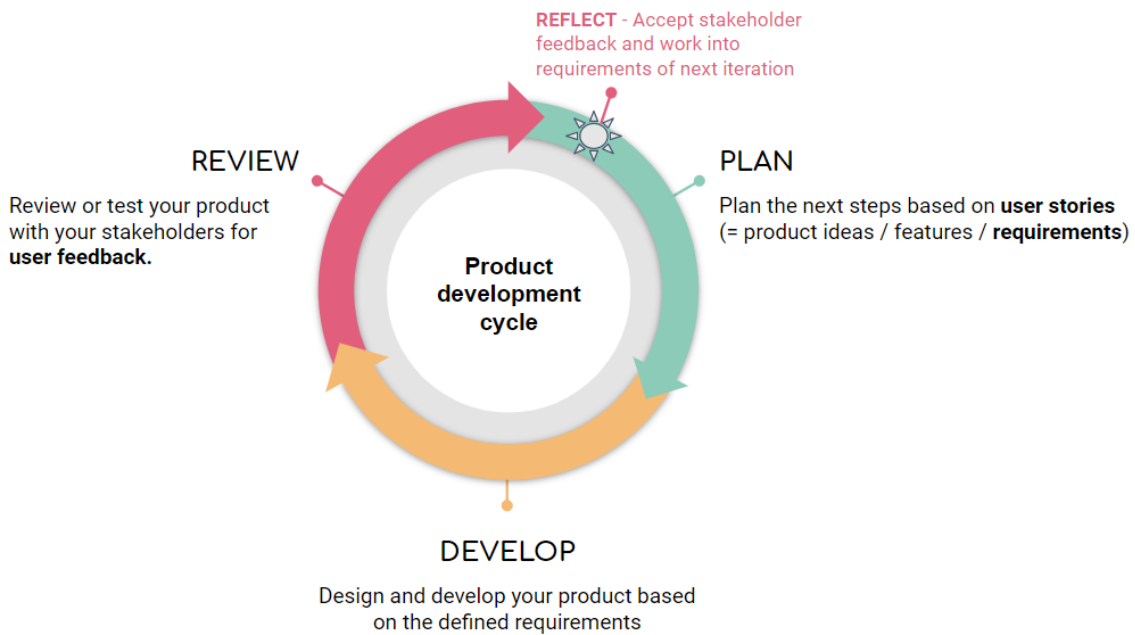 REFLECT - Accept stakeholder
feedback and work into
requirements of next iteration
REVIEW
Review or test your product
with your stakeholders for
user feedback.
PLAN
Plan the next steps based on user stories
(= product ideas / features / requirements)
Product
development
cycle
DEVELOP
Design and develop your product based
on the defined requirements